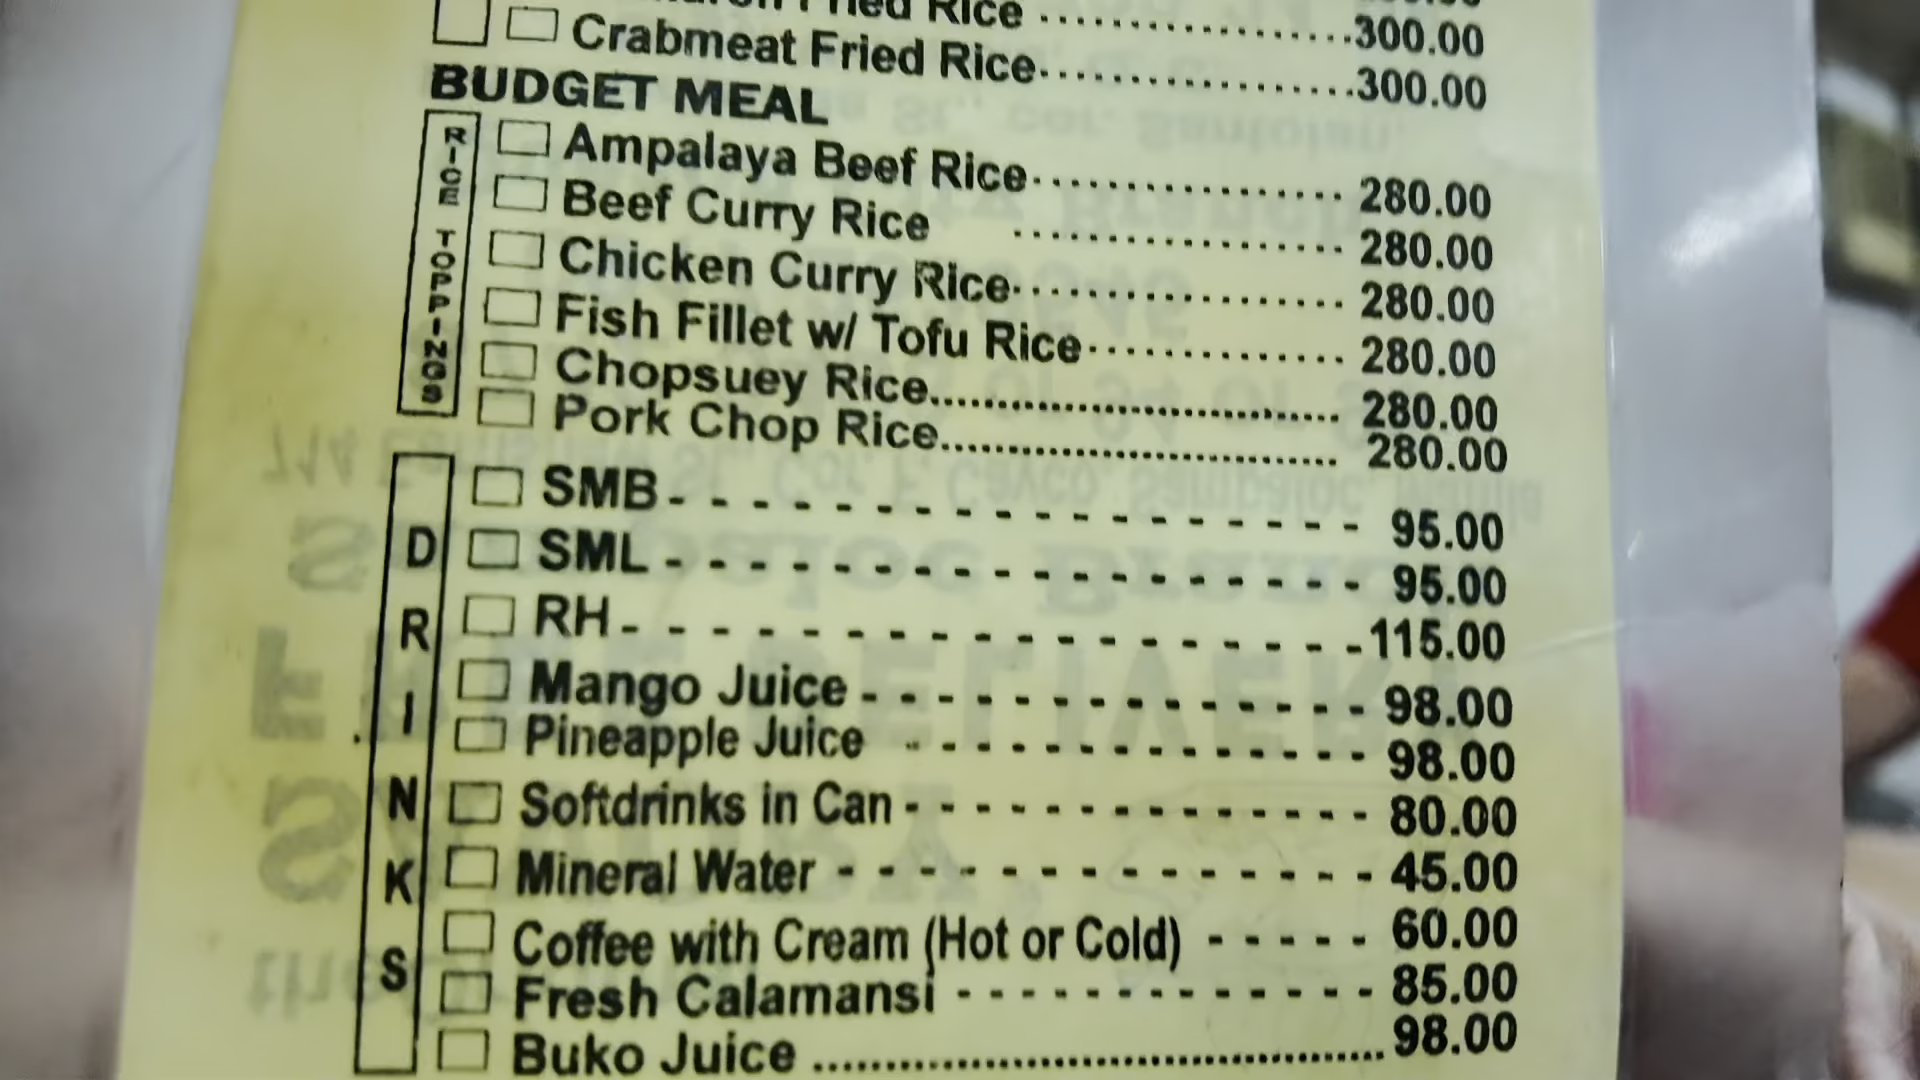 Fried Rice ..................300.00
Crabmeat Fried Rice..................300.00
BUDGET MEAL
RICE TOPPINGS
Ampalaya Beef Rice.................. 280.00
Beef Curry Rice .................. 280.00
Chicken Curry Rice.................. 280.00
Fish Fillet w/ Tofu Rice.............. 280.00
Chopsuey Rice.............................. 280.00
Pork Chop Rice............................. 280.00
DRINKS
SMB - - - - - - - - - - - - - - - - - - 95.00
SML - - - - - - - - - - - - - - - - - - 95.00
RH - - - - - - - - - - - - - - - - - -115.00
Mango Juice - - - - - - - - - - - - - 98.00
Pineapple Juice - - - - - - - - - - - - 98.00
Softdrinks in Can - - - - - - - - - - - - 80.00
Mineral Water - - - - - - - - - - - - - - 45.00
Coffee with Cream (Hot or Cold) - - - - - 60.00
Fresh Calamansi - - - - - - - - - - - - - 85.00
Buko Juice ...........................................98.00